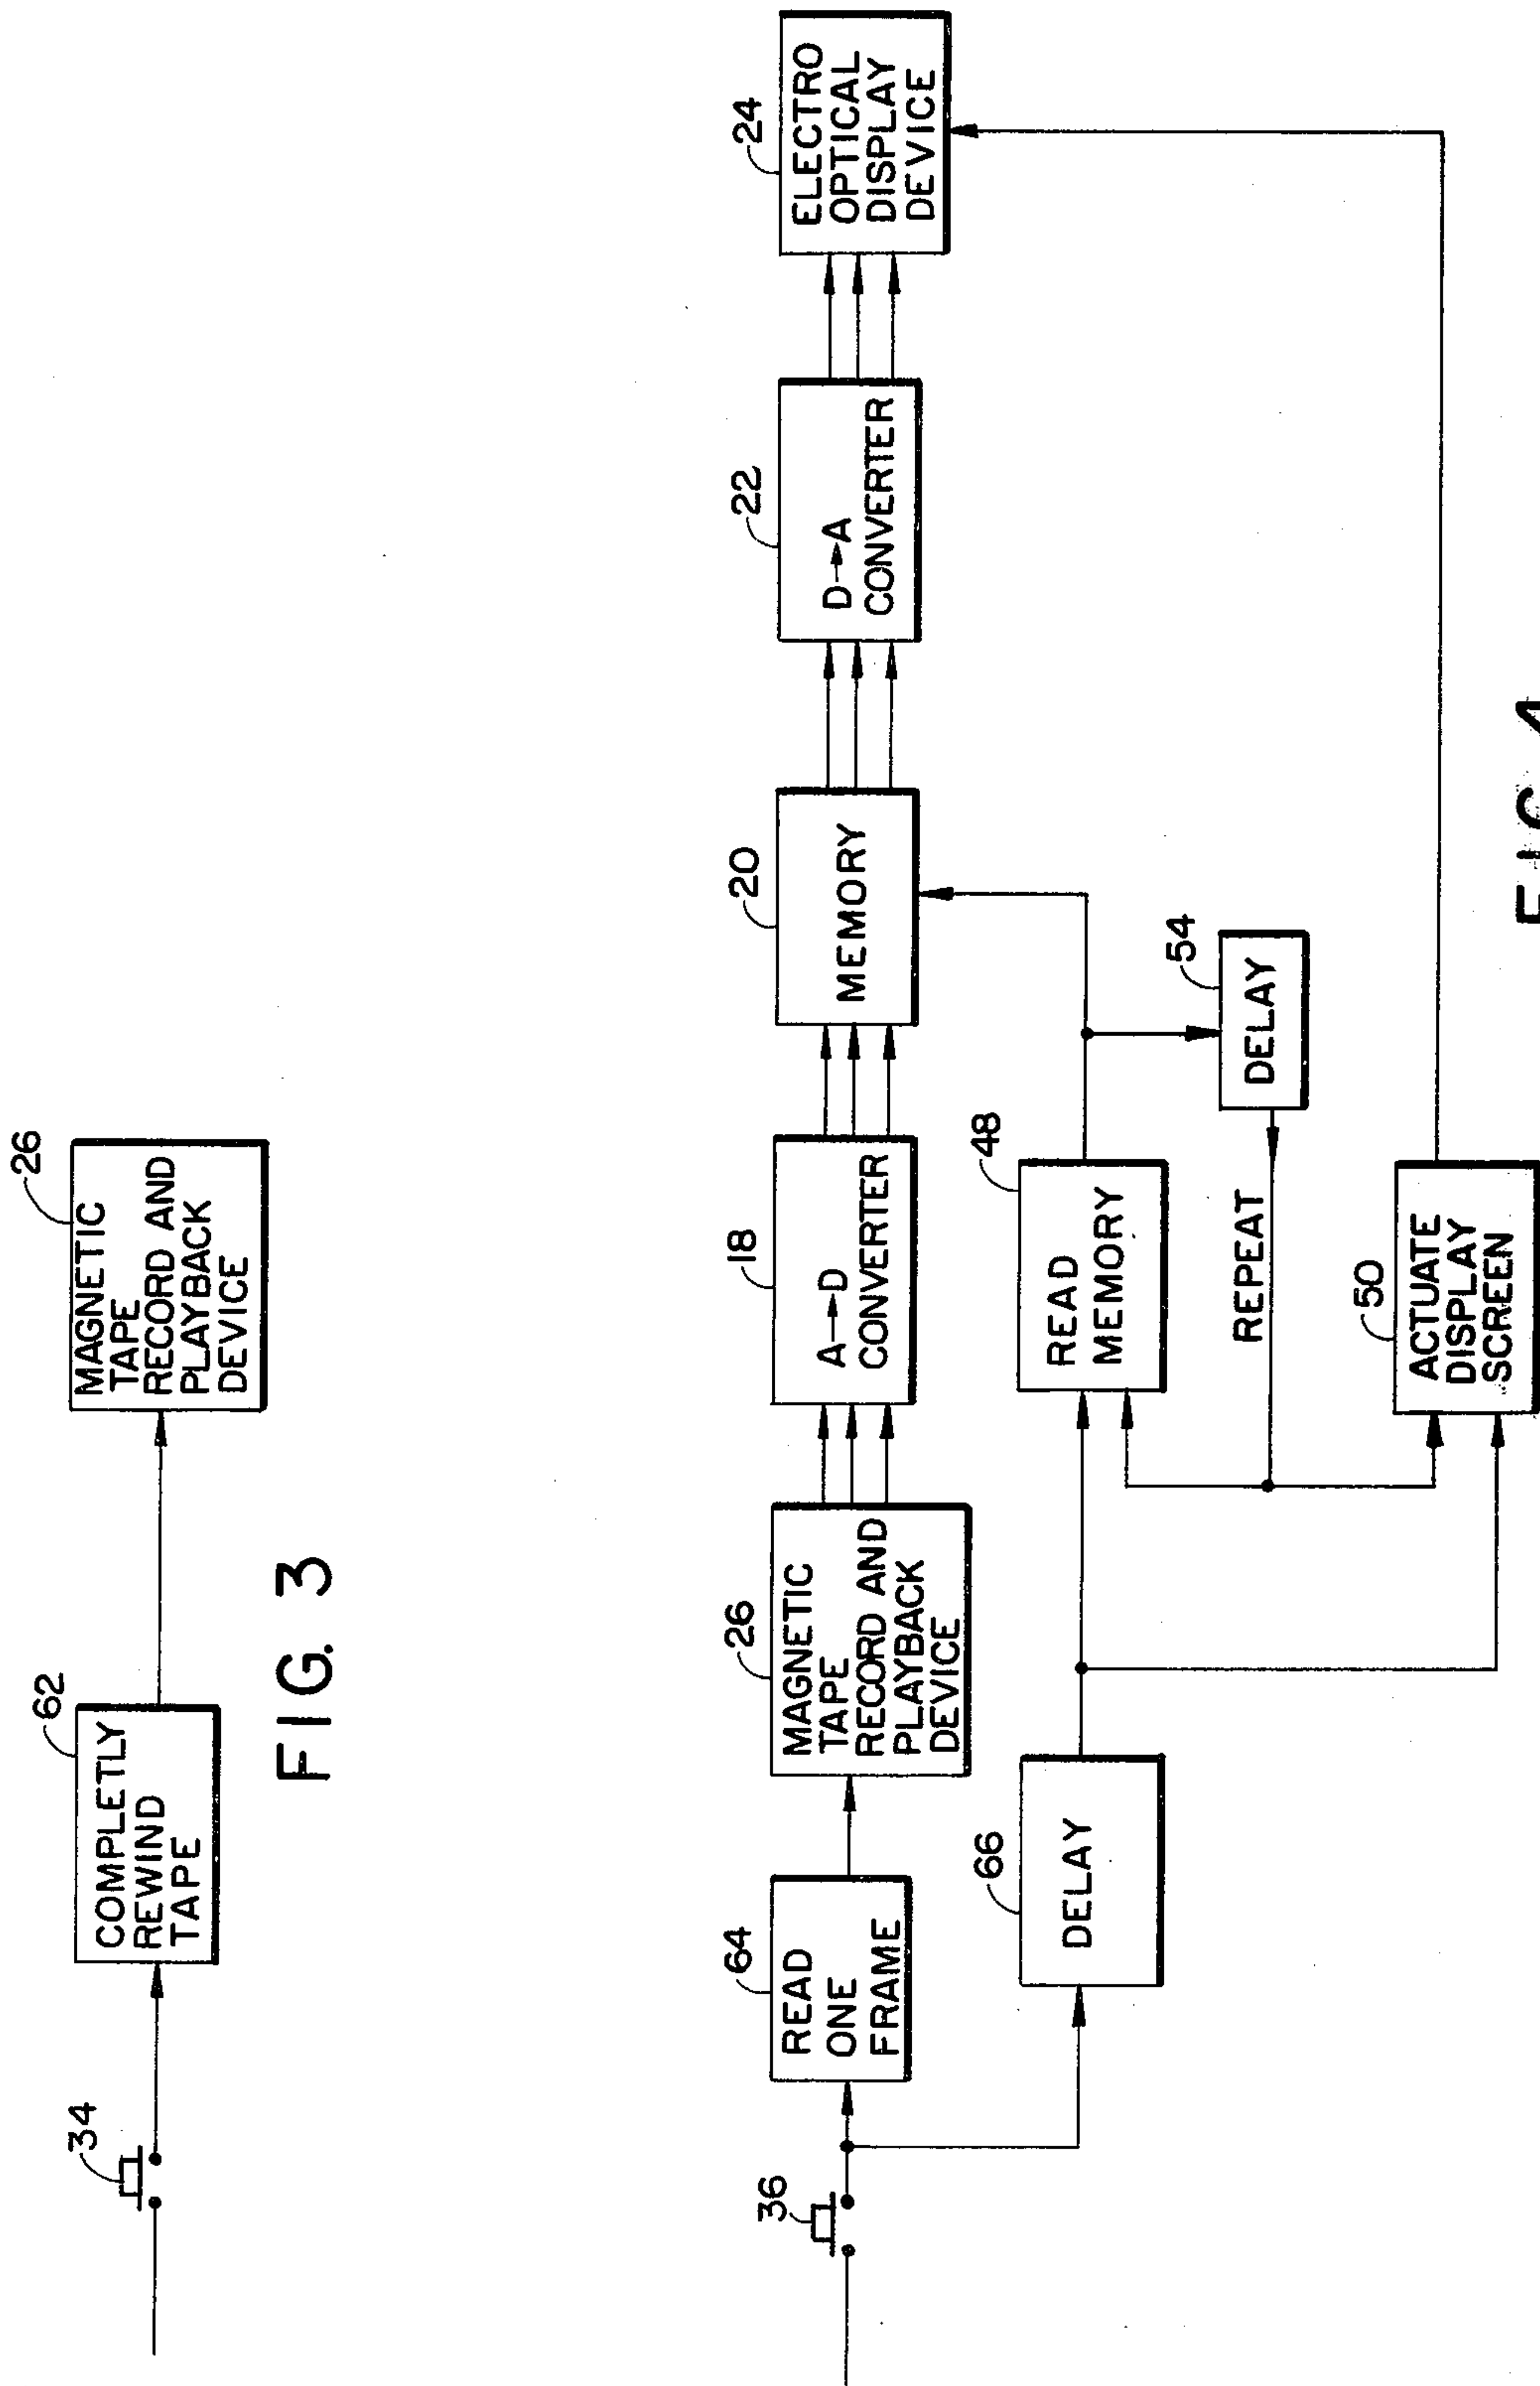 34
62
COMPLETLY
REWIND
TAPE
26
MAGNETIC
TAPE
RECORD AND
PLAYBACK
DEVICE
FIG. 3
36
64
READ
ONE
FRAME
26
MAGNETIC
TAPE
RECORD AND
PLAYBACK
DEVICE
18
A→D
CONVERTER
20
MEMORY
22
D→A
CONVERTER
24
ELECTRO
OPTICAL
DISPLAY
DEVICE
66
DELAY
48
READ
MEMORY
54
DELAY
REPEAT
50
ACTUATE
DISPLAY
SCREEN